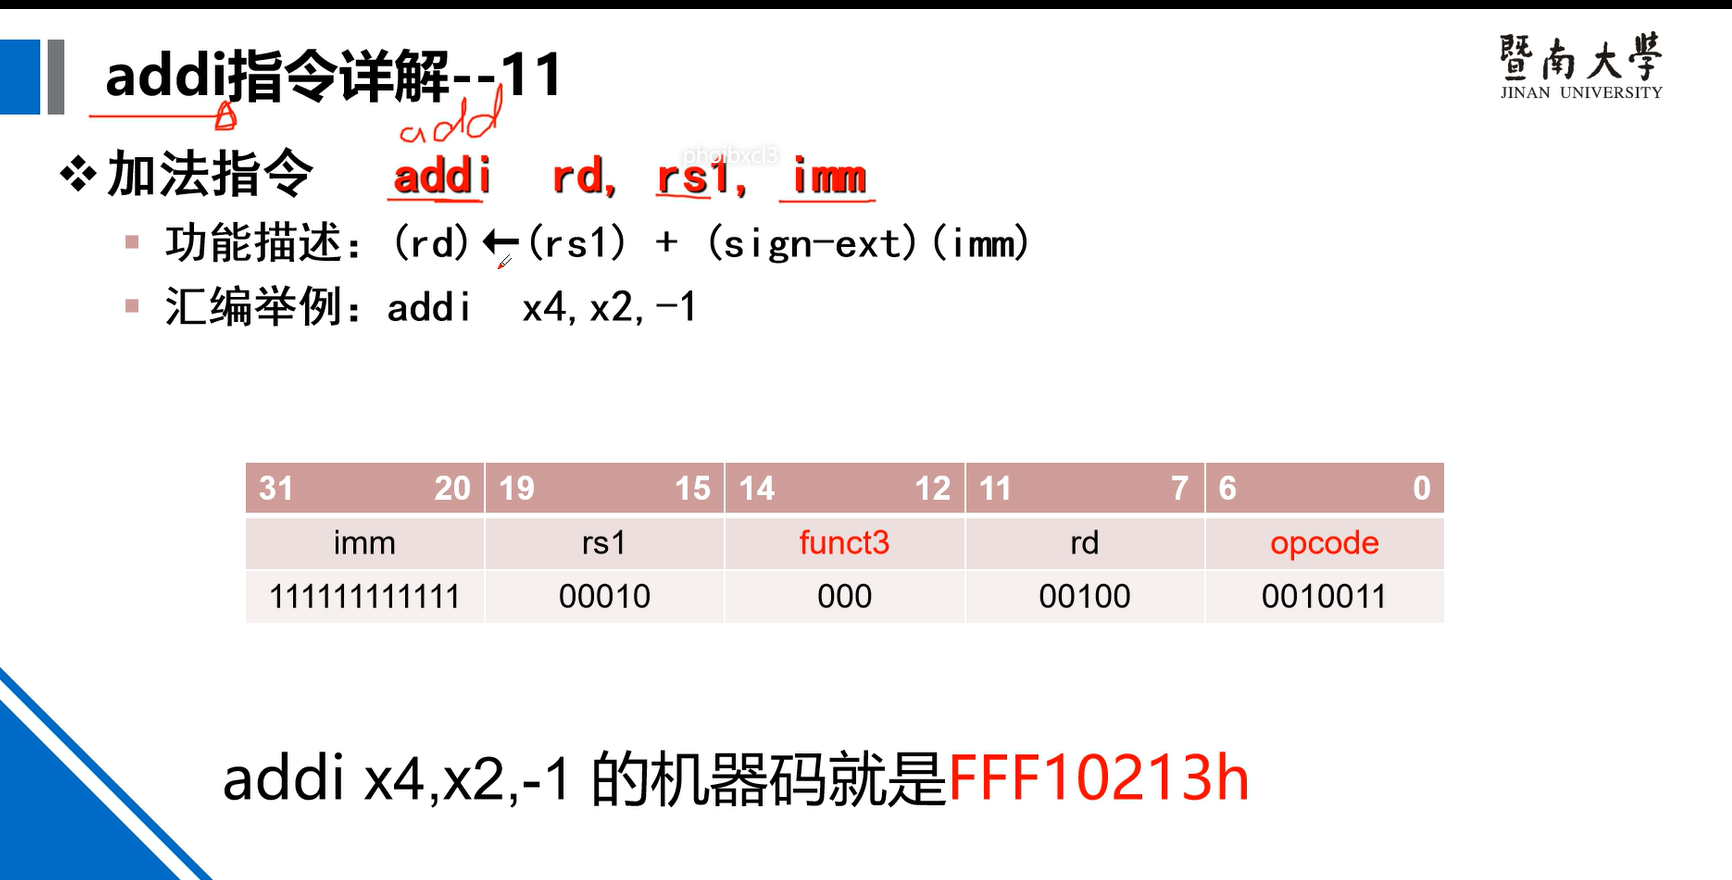 addi指令详解--11
暨南大学
JINAN UNIVERSITY
add
加法指令 addi rd, rs1, imm
功能描述：(rd)←(rs1) + (sign-ext)(imm)
汇编举例：addi x4, x2, -1
31 20 19 15 14 12 11 7 6 0
imm rs1 funct3 rd opcode
111111111111 00010 000 00100 0010011
addi x4,x2,-1 的机器码就是FFF10213h